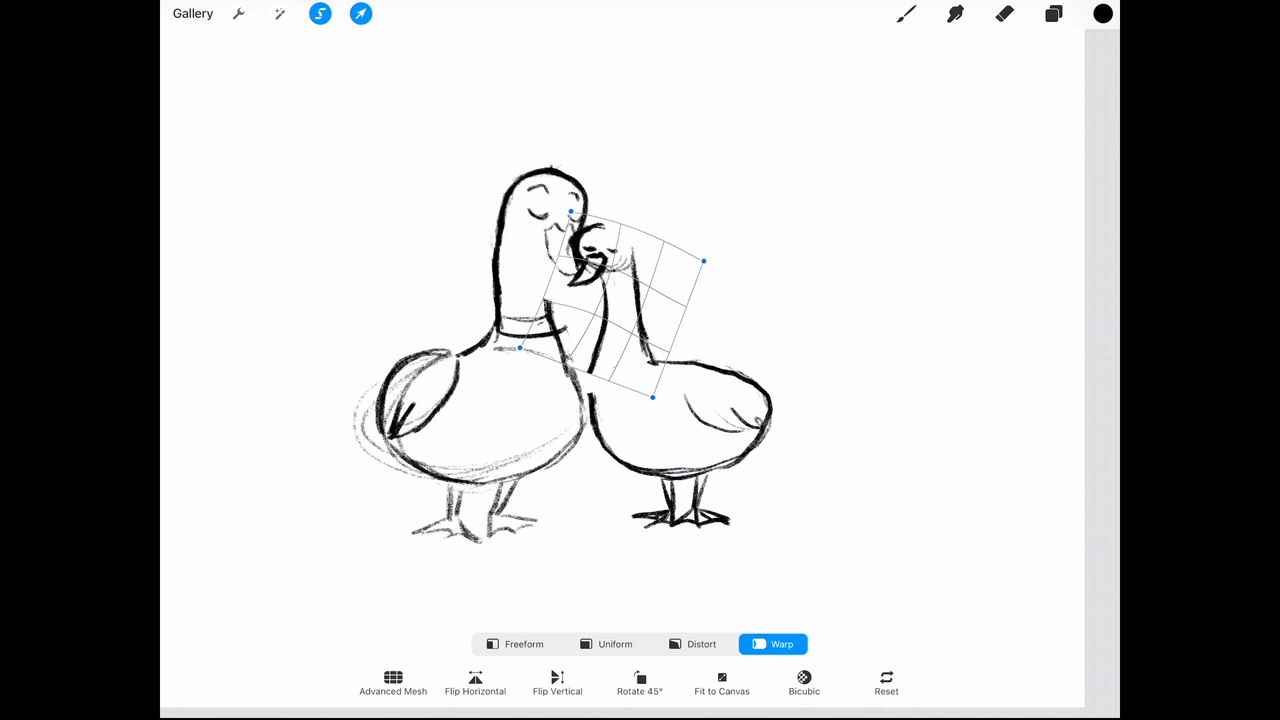 Gallery
Freeform Uniform Distort Warp
Advanced Mesh Flip Horizontal Flip Vertical Rotate 45° Fit to Canvas Bicubic Reset